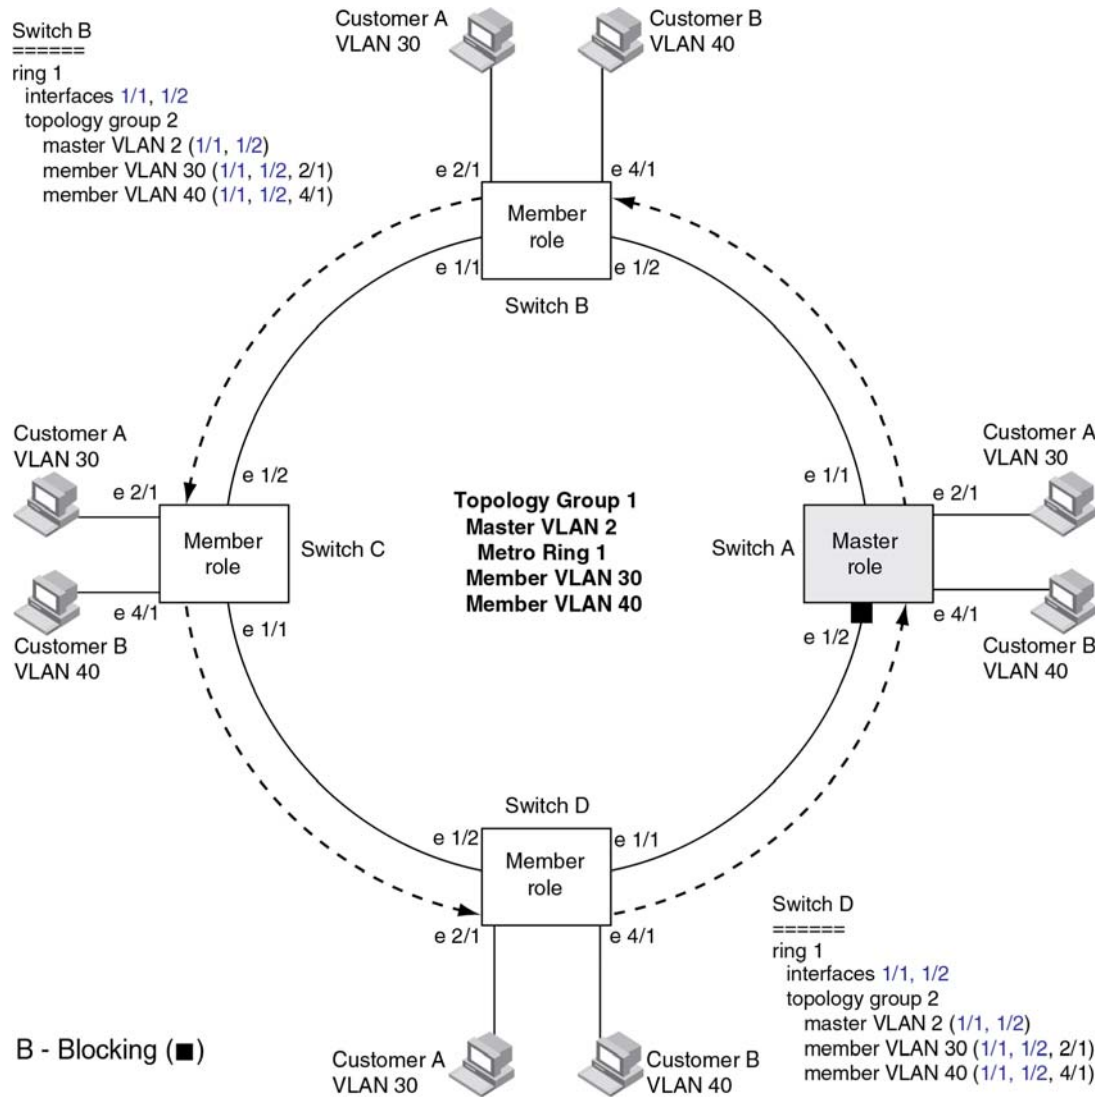 Switch B
======
ring 1
interfaces 1/1, 1/2
topology group 2
master VLAN 2 (1/1, 1/2)
member VLAN 30 (1/1, 1/2, 2/1)
member VLAN 40 (1/1, 1/2, 4/1)
Customer A
VLAN 30
Customer B
VLAN 40
e 2/1
e 4/1
Member
role
e 1/1
e 1/2
Switch B
Customer A
VLAN 30
e 2/1
e 1/2
Member
role
Switch C
e 4/1
e 1/1
Customer B
VLAN 40
Topology Group 1
Master VLAN 2
Metro Ring 1
Member VLAN 30
Member VLAN 40
Customer A
VLAN 30
e 1/1
e 2/1
Switch A
Master
role
e 1/2
e 4/1
Customer B
VLAN 40
Switch D
e 1/2
e 1/1
Member
role
e 2/1
e 4/1
Customer A
VLAN 30
Customer B
VLAN 40
Switch D
======
ring 1
interfaces 1/1, 1/2
topology group 2
master VLAN 2 (1/1, 1/2)
member VLAN 30 (1/1, 1/2, 2/1)
member VLAN 40 (1/1, 1/2, 4/1)
B - Blocking (■)